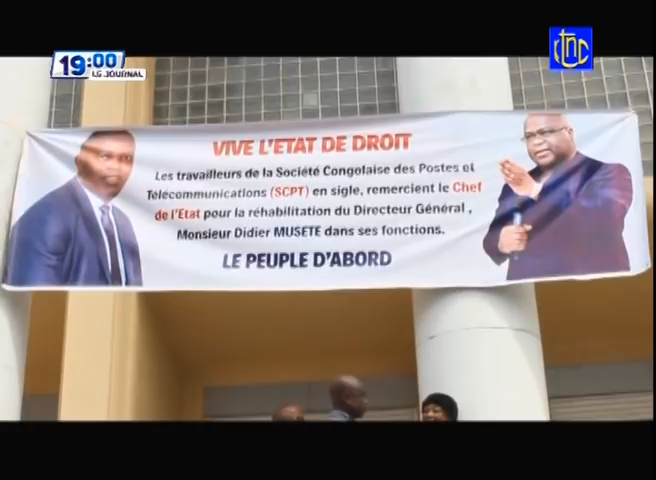 19:00
LE JOURNAL
rtnc
VIVE L'ETAT DE DROIT
Les travailleurs de la Société Congolaise des Postes et
Télécommunications (SCPT) en sigle, remercient le Chef
de l'Etat pour la réhabilitation du Directeur Général,
Monsieur Didier MUSETE dans ses fonctions.
LE PEUPLE D'ABORD